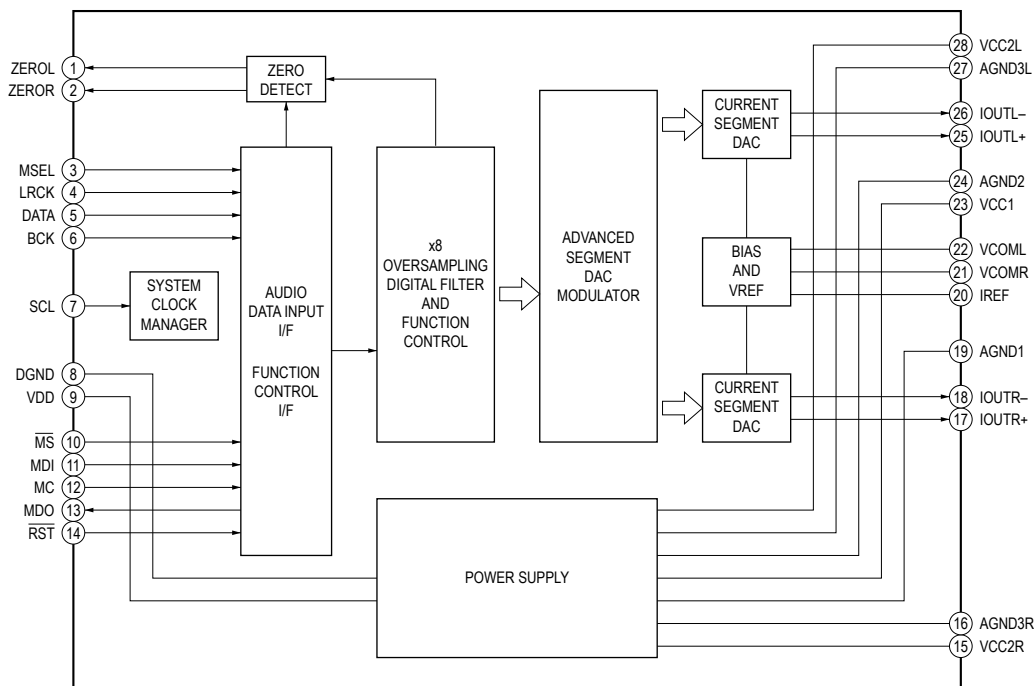 ZEROL 1
ZEROR 2
MSEL 3
LRCK 4
DATA 5
BCK 6
SCL 7
DGND 8
VDD 9
MS 10
MDI 11
MC 12
MDO 13
RST 14
ZERO
DETECT
SYSTEM
CLOCK
MANAGER
AUDIO
DATA INPUT
I/F
FUNCTION
CONTROL
I/F
x8
OVERSAMPLING
DIGITAL FILTER
AND
FUNCTION
CONTROL
ADVANCED
SEGMENT
DAC
MODULATOR
CURRENT
SEGMENT
DAC
BIAS
AND
VREF
CURRENT
SEGMENT
DAC
POWER SUPPLY
28 VCC2L
27 AGND3L
26 IOUTL–
25 IOUTL+
24 AGND2
23 VCC1
22 VCOML
21 VCOMR
20 IREF
19 AGND1
18 IOUTR–
17 IOUTR+
16 AGND3R
15 VCC2R